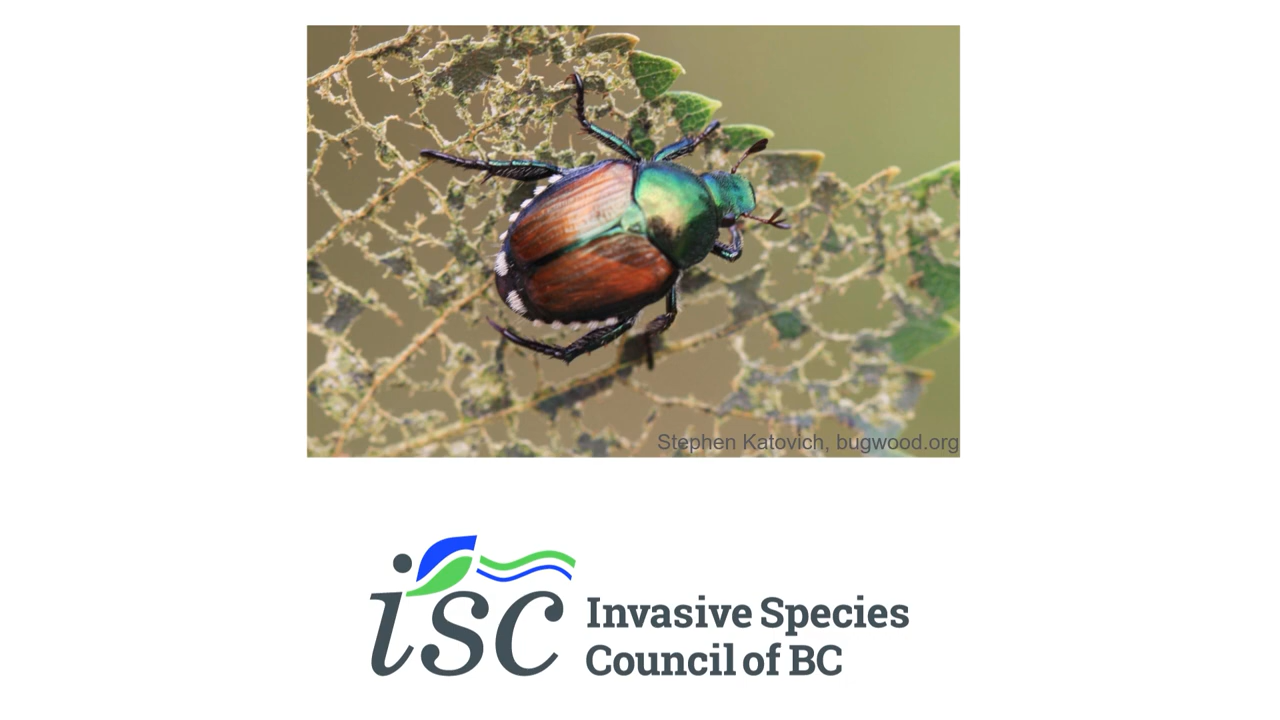 Stephen Katovich, bugwood.org
isc
Invasive Species
Council of BC